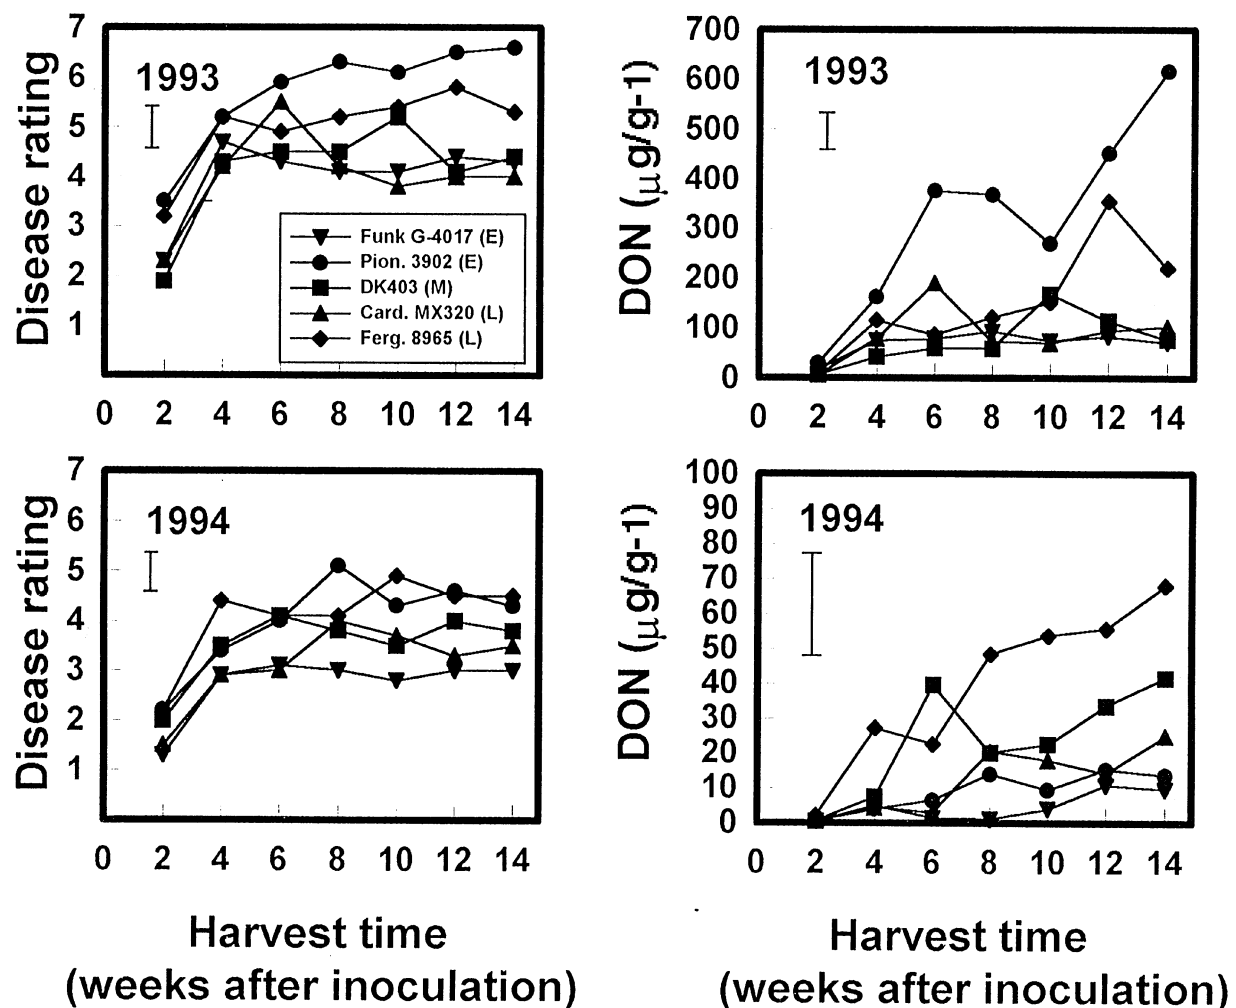 7
6
5
4
3
2
1
Disease rating
1993
Funk G-4017 (E)
Pion. 3902 (E)
DK403 (M)
Card. MX320 (L)
Ferg. 8965 (L)
0 2 4 6 8 10 12 14
700
600
500
400
300
200
100
0
DON (μg/g-1)
1993
0 2 4 6 8 10 12 14
7
6
5
4
3
2
1
Disease rating
1994
0 2 4 6 8 10 12 14
Harvest time
(weeks after inoculation)
100
90
80
70
60
50
40
30
20
10
0
DON (μg/g-1)
1994
0 2 4 6 8 10 12 14
Harvest time
(weeks after inoculation)